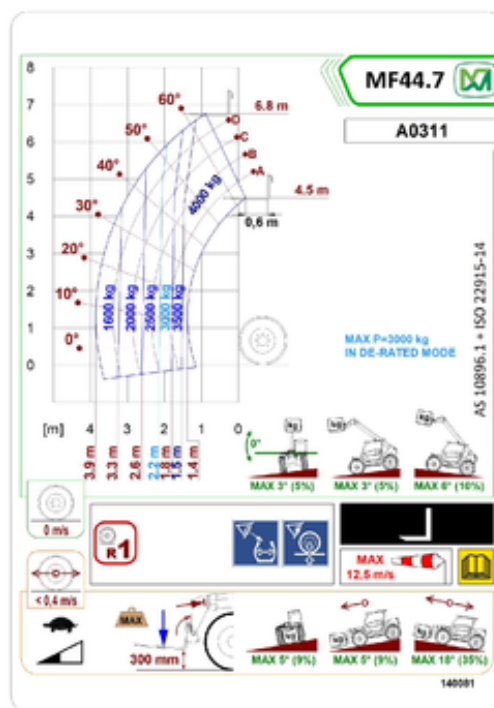 MF44.7
A0311
8
7
6
5
4
3
2
1
0
[m] 4 3 2 1 0
60°
50°
40°
30°
20°
10°
0°
6.8 m
D
C
B
A
4.5 m
0,6 m
4000 kg
1600 kg
2000 kg
2500 kg
3000 kg
3500 kg
MAX P=3000 kg
IN DE-RATED MODE
AS 10896.1 + ISO 22915-14
3.9 m
3.3 m
2.6 m
2.2 m
1.8 m
1.5 m
1.4 m
0°
kg
kg
kg
MAX 3° (5%) MAX 3° (5%) MAX 6° (10%)
0 m/s
R1
MAX
12,5 m/s
< 0,4 m/s
MAX
300 mm
kg
kg
kg
MAX 5° (9%) MAX 5° (9%) MAX 18° (35%)
140081